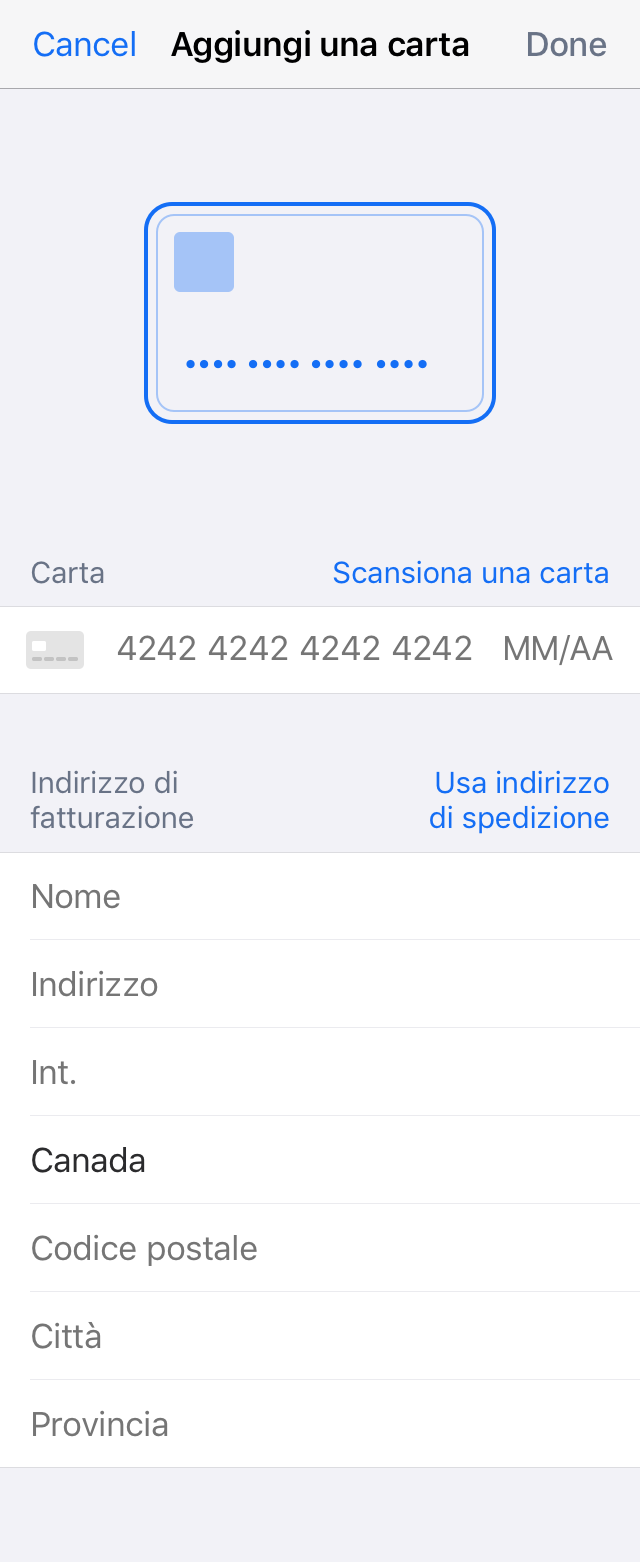 Cancel Aggiungi una carta Done
Carta Scansiona una carta
4242 4242 4242 4242 MM/AA
Indirizzo di fatturazione
Usa indirizzo di spedizione
Nome
Indirizzo
Int.
Canada
Codice postale
Città
Provincia